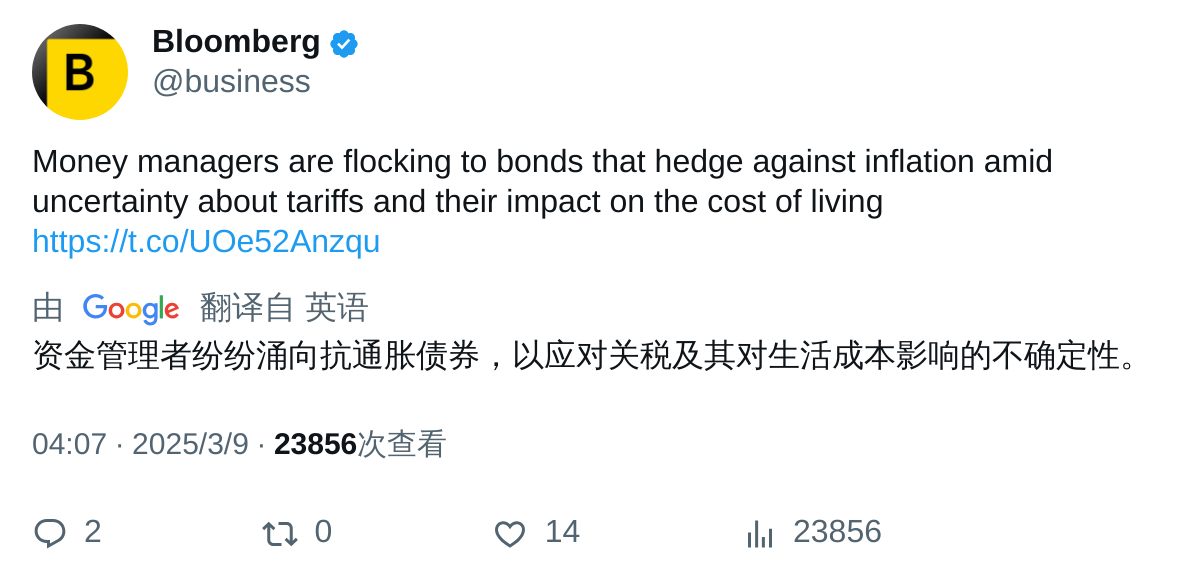 B
Bloomberg
@business
Money managers are flocking to bonds that hedge against inflation amid
uncertainty about tariffs and their impact on the cost of living
https://t.co/UOe52Anzqu
由 Google 翻译自 英语
资金管理者纷纷涌向抗通胀债券，以应对关税及其对生活成本影响的不确定性。
04:07 · 2025/3/9 · 23856次查看
2 0 14 23856